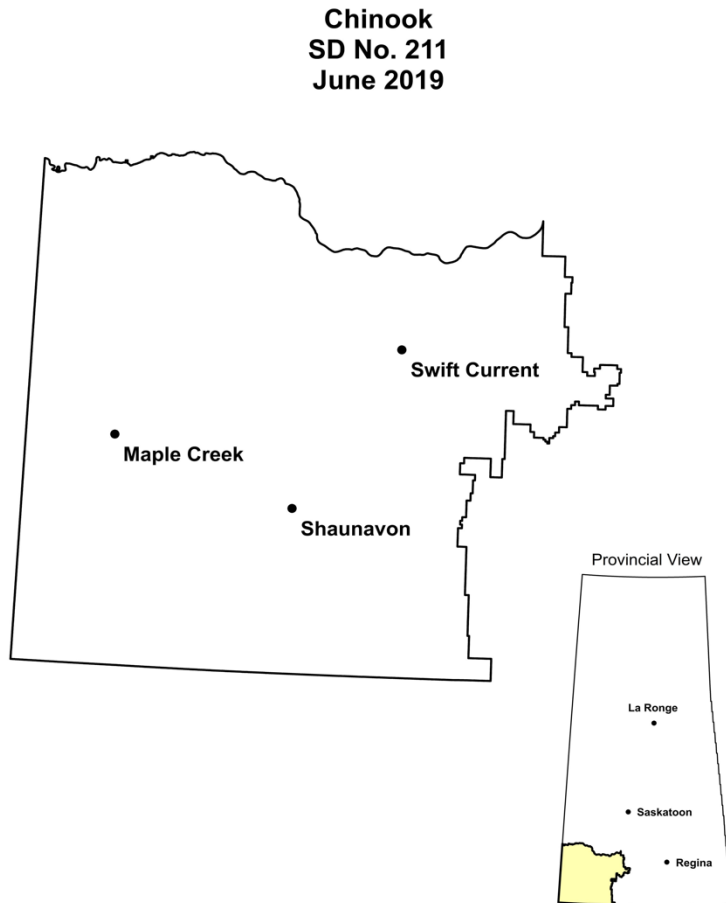 Chinook
SD No. 211
June 2019
Swift Current
Maple Creek
Shaunavon
Provincial View
La Ronge
Saskatoon
Regina